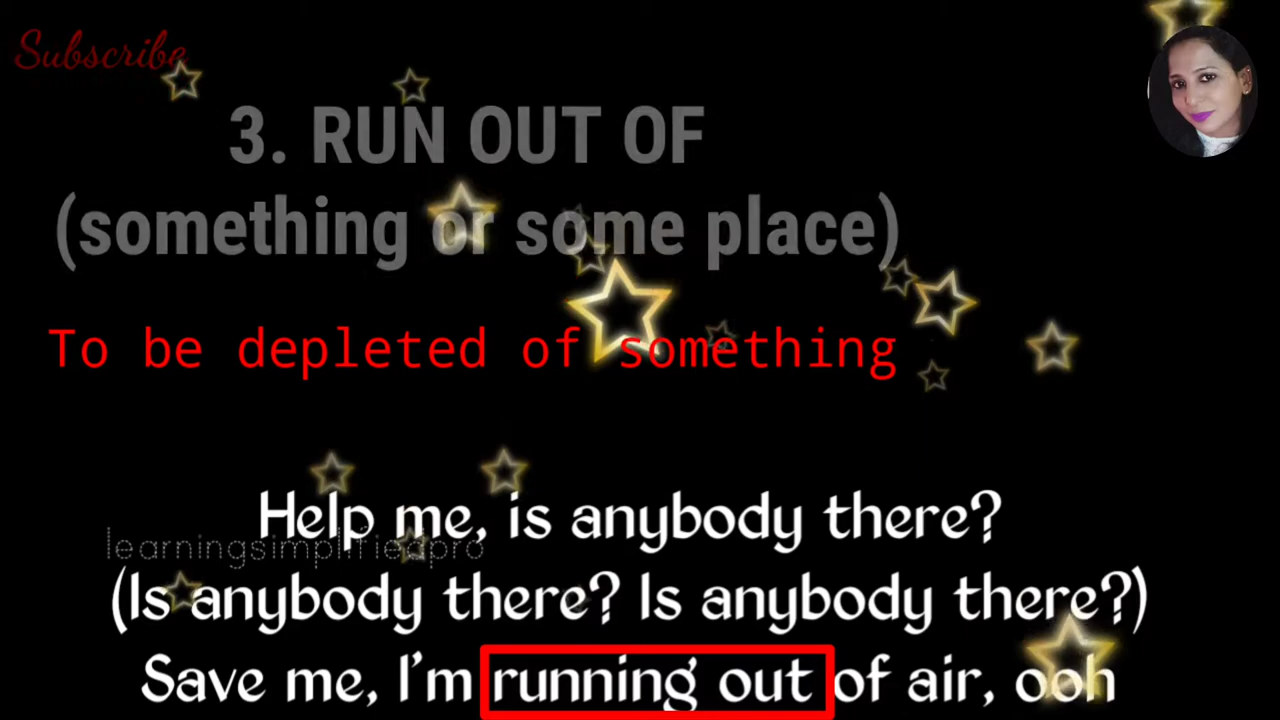 Subscribe
3. RUN OUT OF
(something or some place)
To be depleted of something
Help me, is anybody there?
learningsimplifiedpro
(Is anybody there? Is anybody there?)
Save me, I'm running out of air, ooh